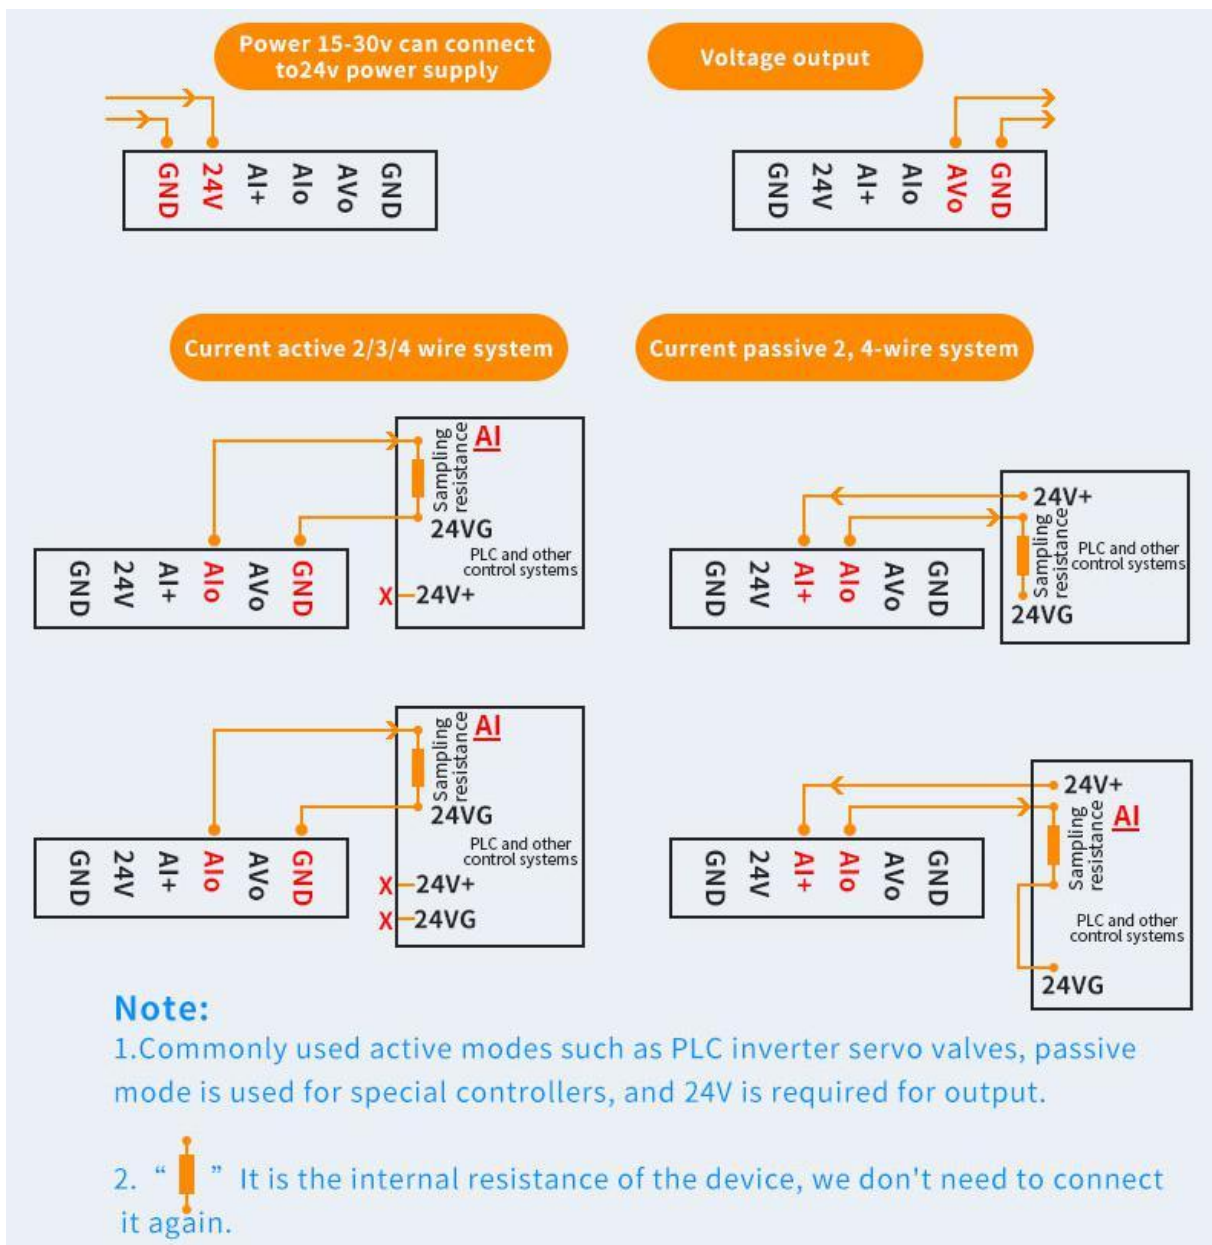 Power 15-30v can connect
to24v power supply
Voltage output
GND
24V
AI+
AIo
AVo
GND
GND
24V
AI+
AIo
AVo
GND
Current active 2/3/4 wire system
Current passive 2, 4-wire system
Sampling
resistance
AI
24VG
PLC and other
control systems
X
24V+
GND
24V
AI+
AIo
AVo
GND
24V+
Sampling
resistance
PLC and other
control systems
24VG
GND
24V
AI+
AIo
AVo
GND
Sampling
resistance
AI
24VG
PLC and other
control systems
X
24V+
X
24VG
GND
24V
AI+
AIo
AVo
GND
24V+
Sampling
resistance
AI
PLC and other
control systems
24VG
GND
24V
AI+
AIo
AVo
GND
Note:
1.Commonly used active modes such as PLC inverter servo valves, passive
mode is used for special controllers, and 24V is required for output.
2. “ ” It is the internal resistance of the device, we don't need to connect
it again.